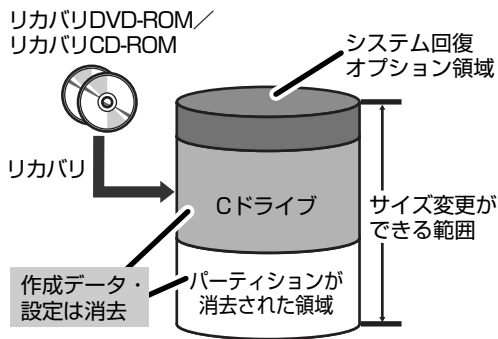 リカバリDVD-ROM／
リカバリCD-ROM
システム回復
オプション領域
リカバリ
Cドライブ
サイズ変更が
できる範囲
作成データ・
設定は消去
パーティションが
消去された領域